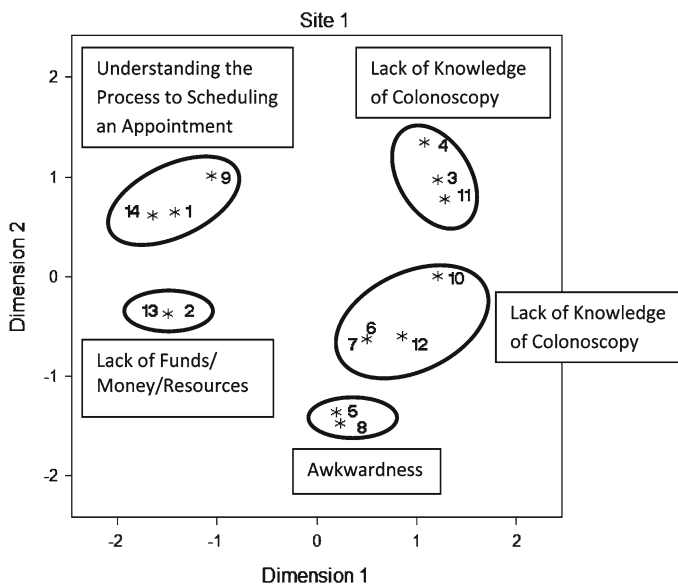 Site 1
Understanding the
Process to Scheduling
an Appointment
Lack of Knowledge
of Colonoscopy
4
3
11
9
14 1
10
13 2
6
7 12
Lack of Knowledge
of Colonoscopy
Lack of Funds/
Money/Resources
5
8
Awkwardness
2
1
0
-1
-2
Dimension 2
-2 -1 0 1 2
Dimension 1